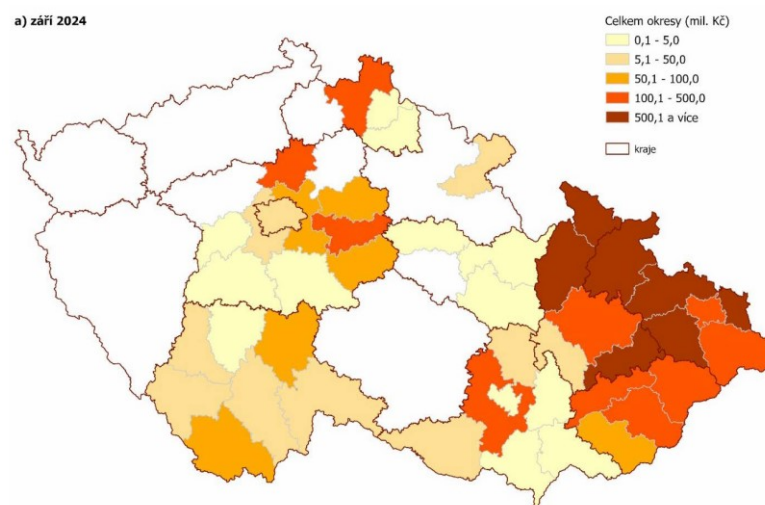 a) září 2024
Celkem okresy (mil. Kč)
0,1 - 5,0
5,1 - 50,0
50,1 - 100,0
100,1 - 500,0
500,1 a více
kraje